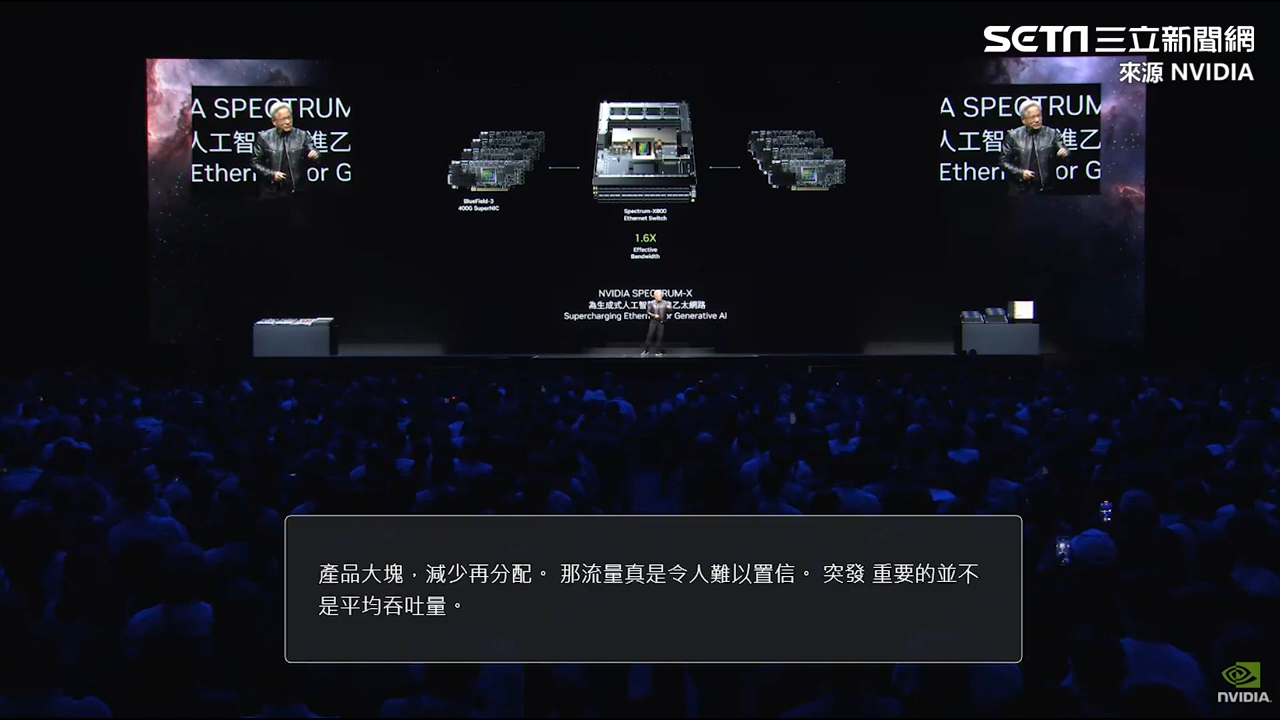 SETN三立新聞網
來源 NVIDIA
A SPECTRUM
人工智 進乙
Ethern or G
A SPECTRUM
人工智 進乙
Ethern or G
BlueField-3
400G SuperNIC
Spectrum-X800
Ethernet Switch
1.6X
Effective
Bandwidth
NVIDIA SPECTRUM-X
為生成式人工智 乙太網路
Supercharging Ethern for Generative AI
產品大塊，減少再分配。 那流量真是令人難以置信。 突發 重要的並不
是平均吞吐量。
NVIDIA